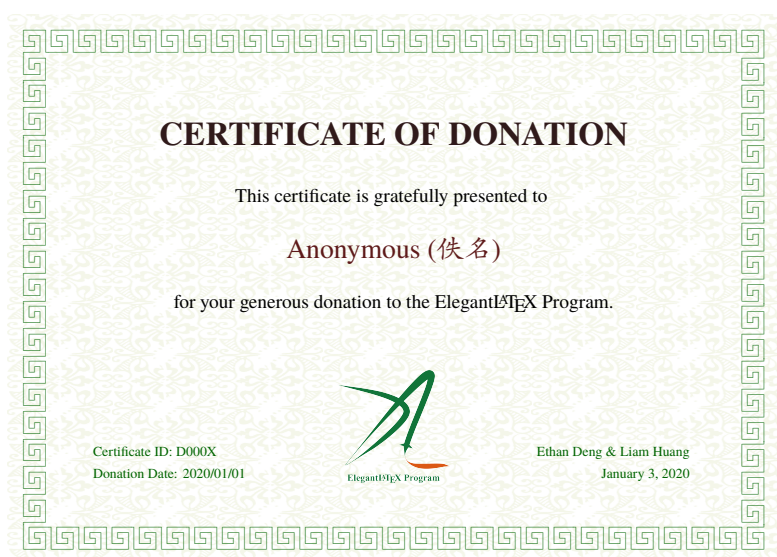 CERTIFICATE OF DONATION
This certificate is gratefully presented to
Anonymous (佚名)
for your generous donation to the ElegantLATEX Program.
Certificate ID: D000X
Donation Date: 2020/01/01
ElegantLATEX Program
Ethan Deng & Liam Huang
January 3, 2020